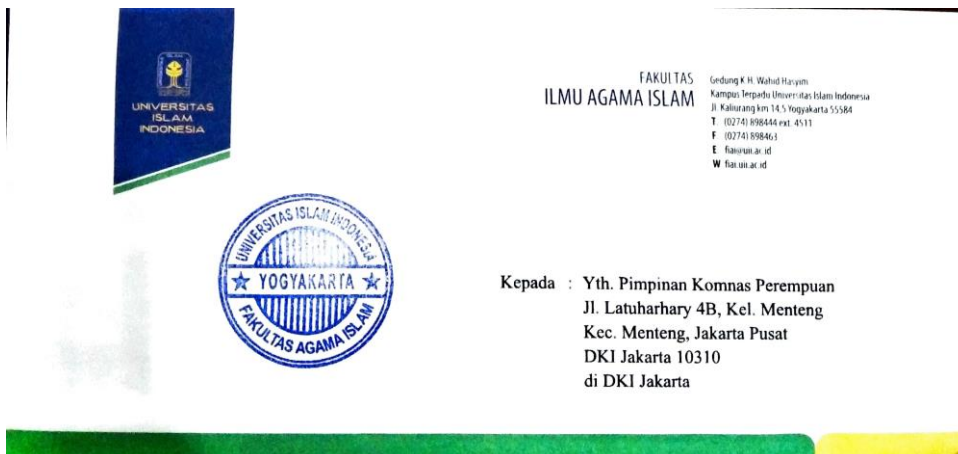 UNIVERSITAS
ISLAM
INDONESIA
FAKULTAS
ILMU AGAMA ISLAM
Gedung K.H. Wahid Hasyim
Kampus Terpadu Universitas Islam Indonesia
Jl. Kaliurang km 14,5 Yogyakarta 55584
T. (0274) 898444 ext. 4511
F. (0274) 898463
E. fiai@uii.ac.id
W. fiai.uii.ac.id
UNIVERSITAS ISLAM INDONESIA
YOGYAKARTA
FAKULTAS AGAMA ISLAM
Kepada : Yth. Pimpinan Komnas Perempuan
Jl. Latuharhary 4B, Kel. Menteng
Kec. Menteng, Jakarta Pusat
DKI Jakarta 10310
di DKI Jakarta